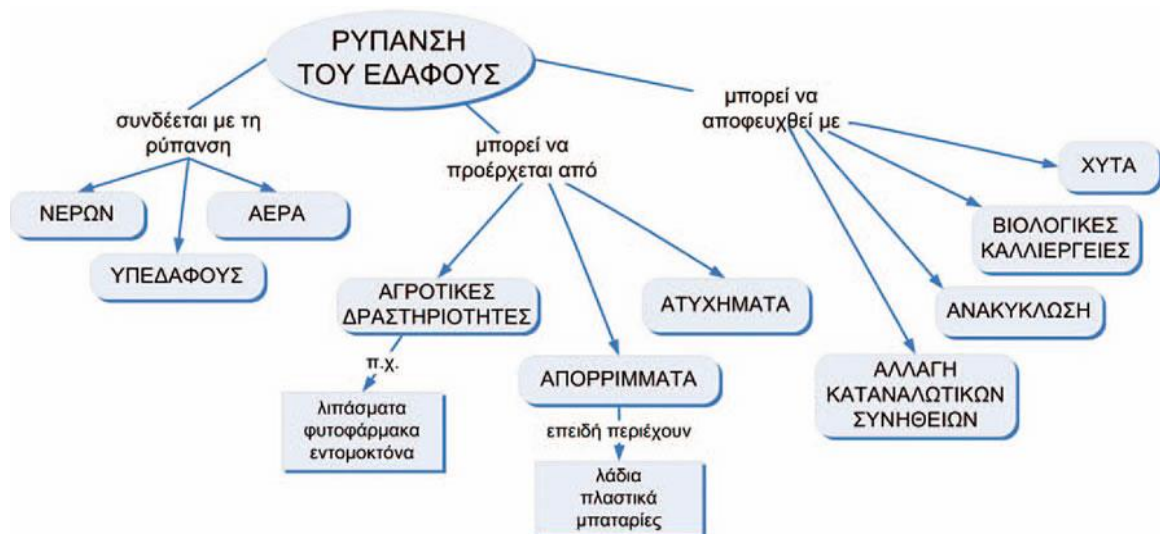 ΡΥΠΑΝΣΗ
ΤΟΥ ΕΔΑΦΟΥΣ
συνδέεται με τη
ρύπανση
ΝΕΡΩΝ
ΑΕΡΑ
ΥΠΕΔΑΦΟΥΣ
μπορεί να
προέρχεται από
ΑΓΡΟΤΙΚΕΣ
ΔΡΑΣΤΗΡΙΟΤΗΤΕΣ
π.χ.
λιπάσματα
φυτοφάρμακα
εντομοκτόνα
ΑΠΟΡΡΙΜΜΑΤΑ
επειδή περιέχουν
λάδια
πλαστικά
μπαταρίες
ΑΤΥΧΗΜΑΤΑ
μπορεί να
αποφευχθεί με
ΧΥΤΑ
ΒΙΟΛΟΓΙΚΕΣ
ΚΑΛΛΙΕΡΓΕΙΕΣ
ΑΝΑΚΥΚΛΩΣΗ
ΑΛΛΑΓΗ
ΚΑΤΑΝΑΛΩΤΙΚΩΝ
ΣΥΝΗΘΕΙΩΝ